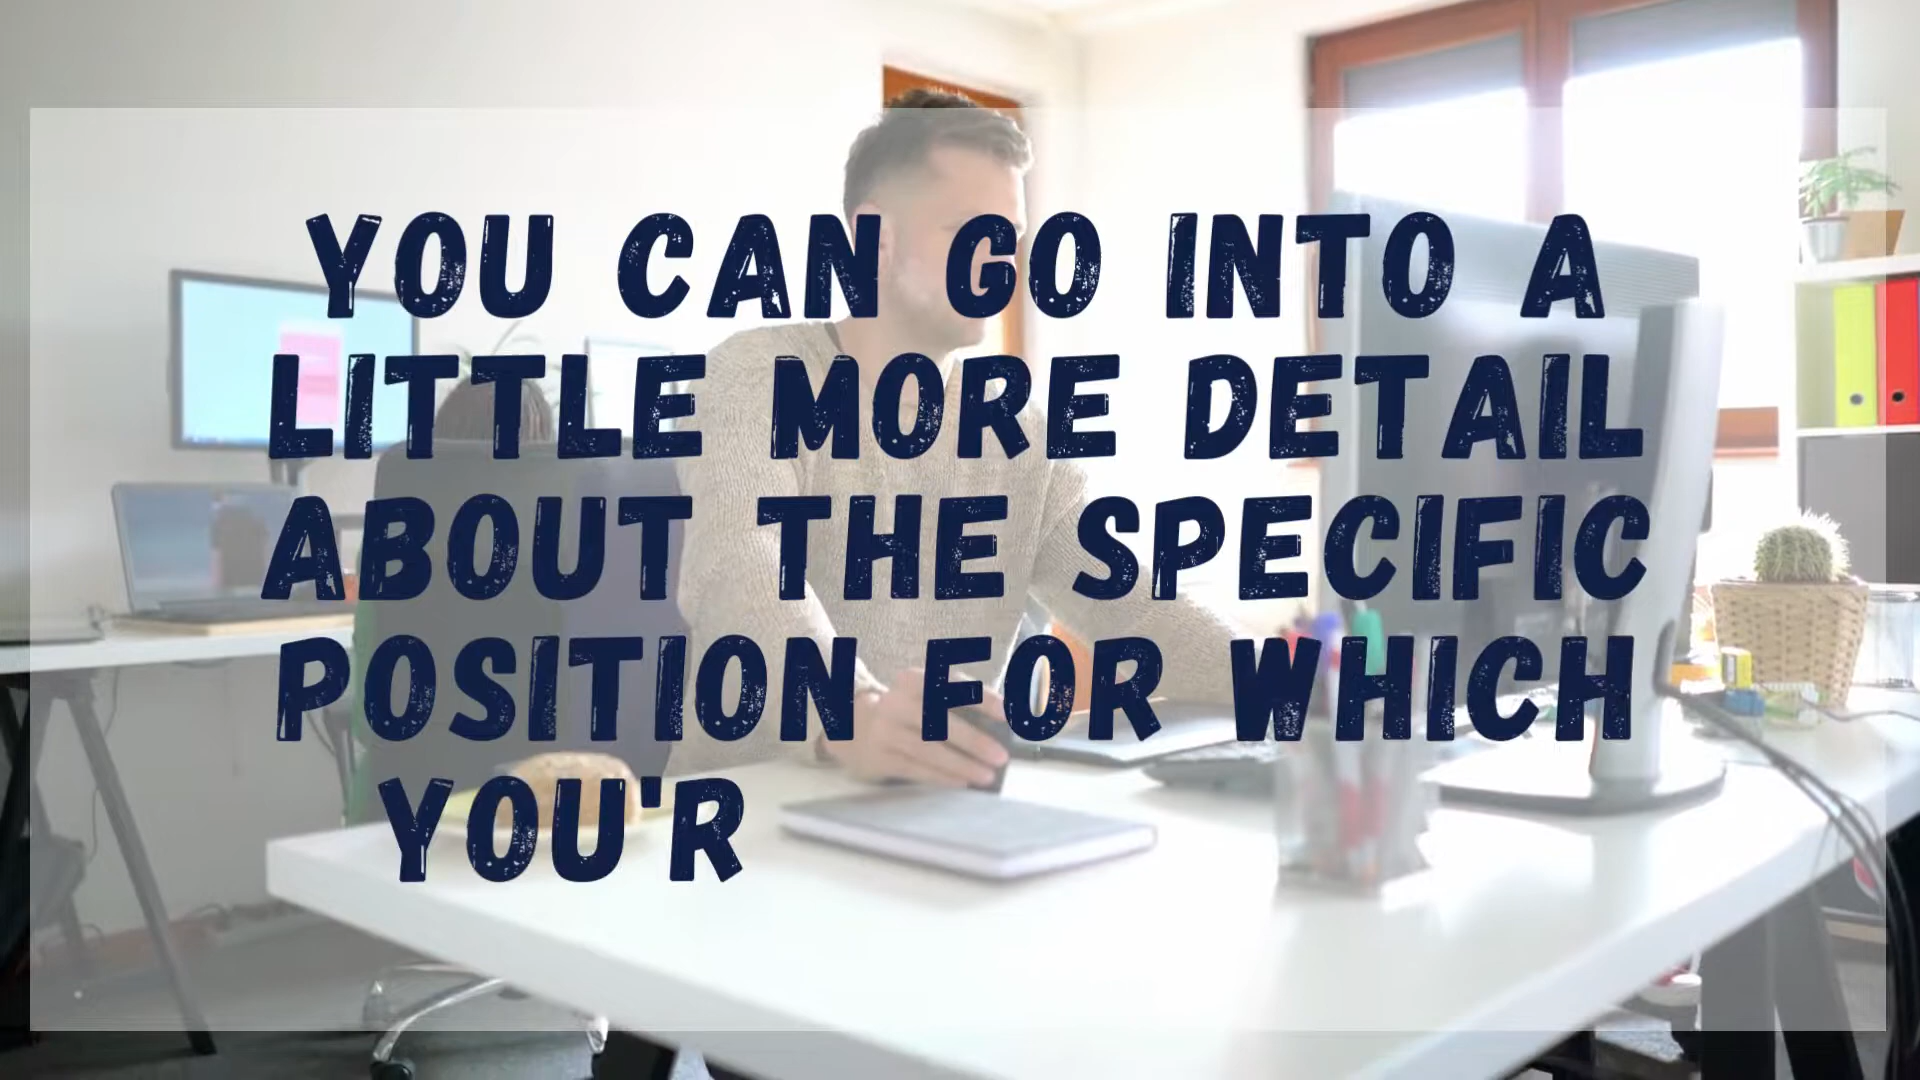 YOU CAN GO INTO A
LITTLE MORE DETAIL
ABOUT THE SPECIFIC
POSITION FOR WHICH
YOU'R